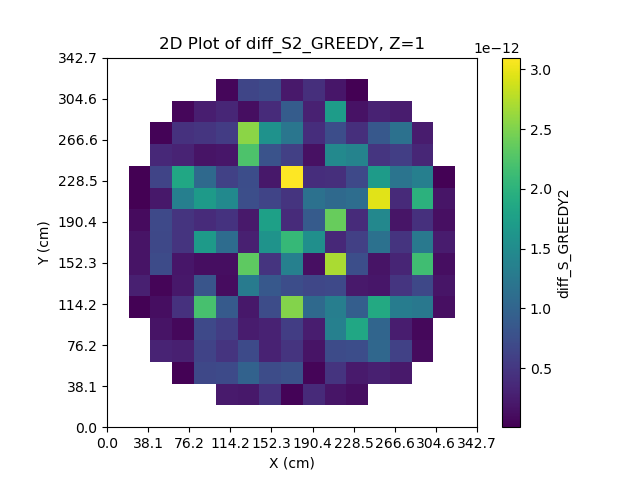 2D Plot of diff_S2_GREEDY, Z=1
1e−12
342.7
304.6
266.6
228.5
190.4
152.3
114.2
76.2
38.1
0.0
Y (cm)
0.0 38.1 76.2 114.2 152.3 190.4 228.5 266.6 304.6 342.7
X (cm)
3.0
2.5
2.0
1.5
1.0
0.5
diff_S_GREEDY2